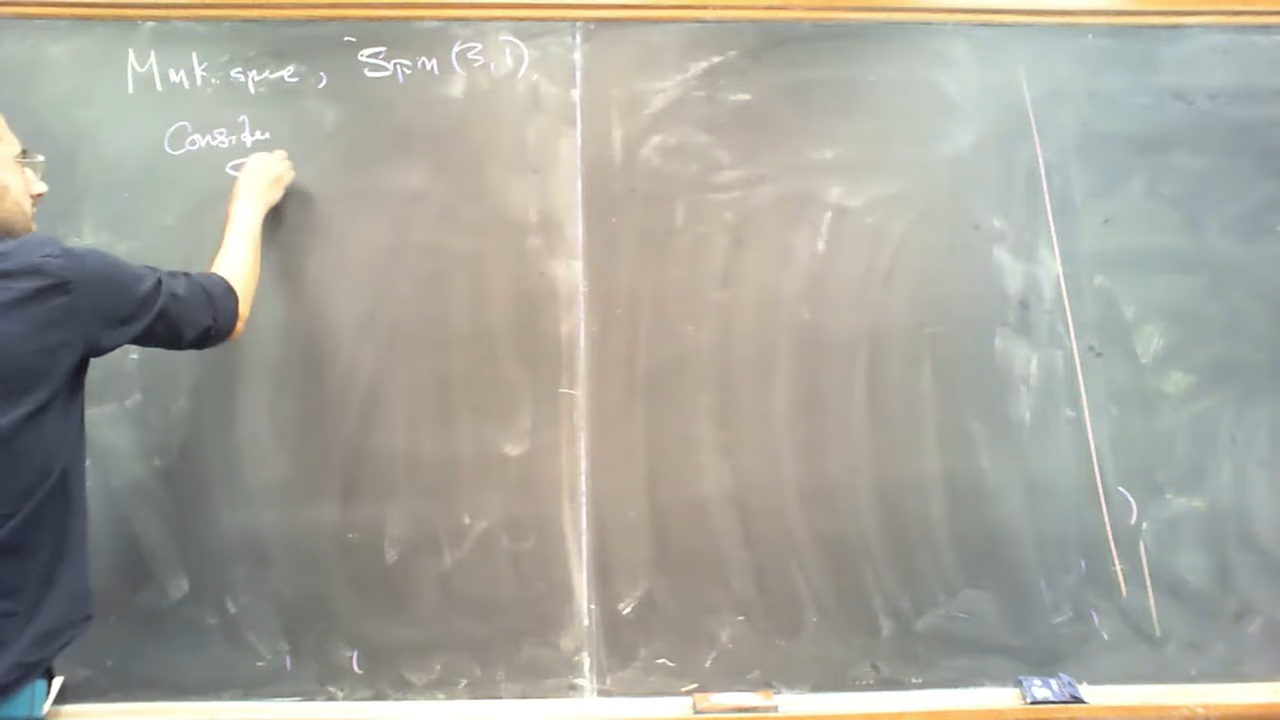 Mink. space, Spin (3,1)
Consider